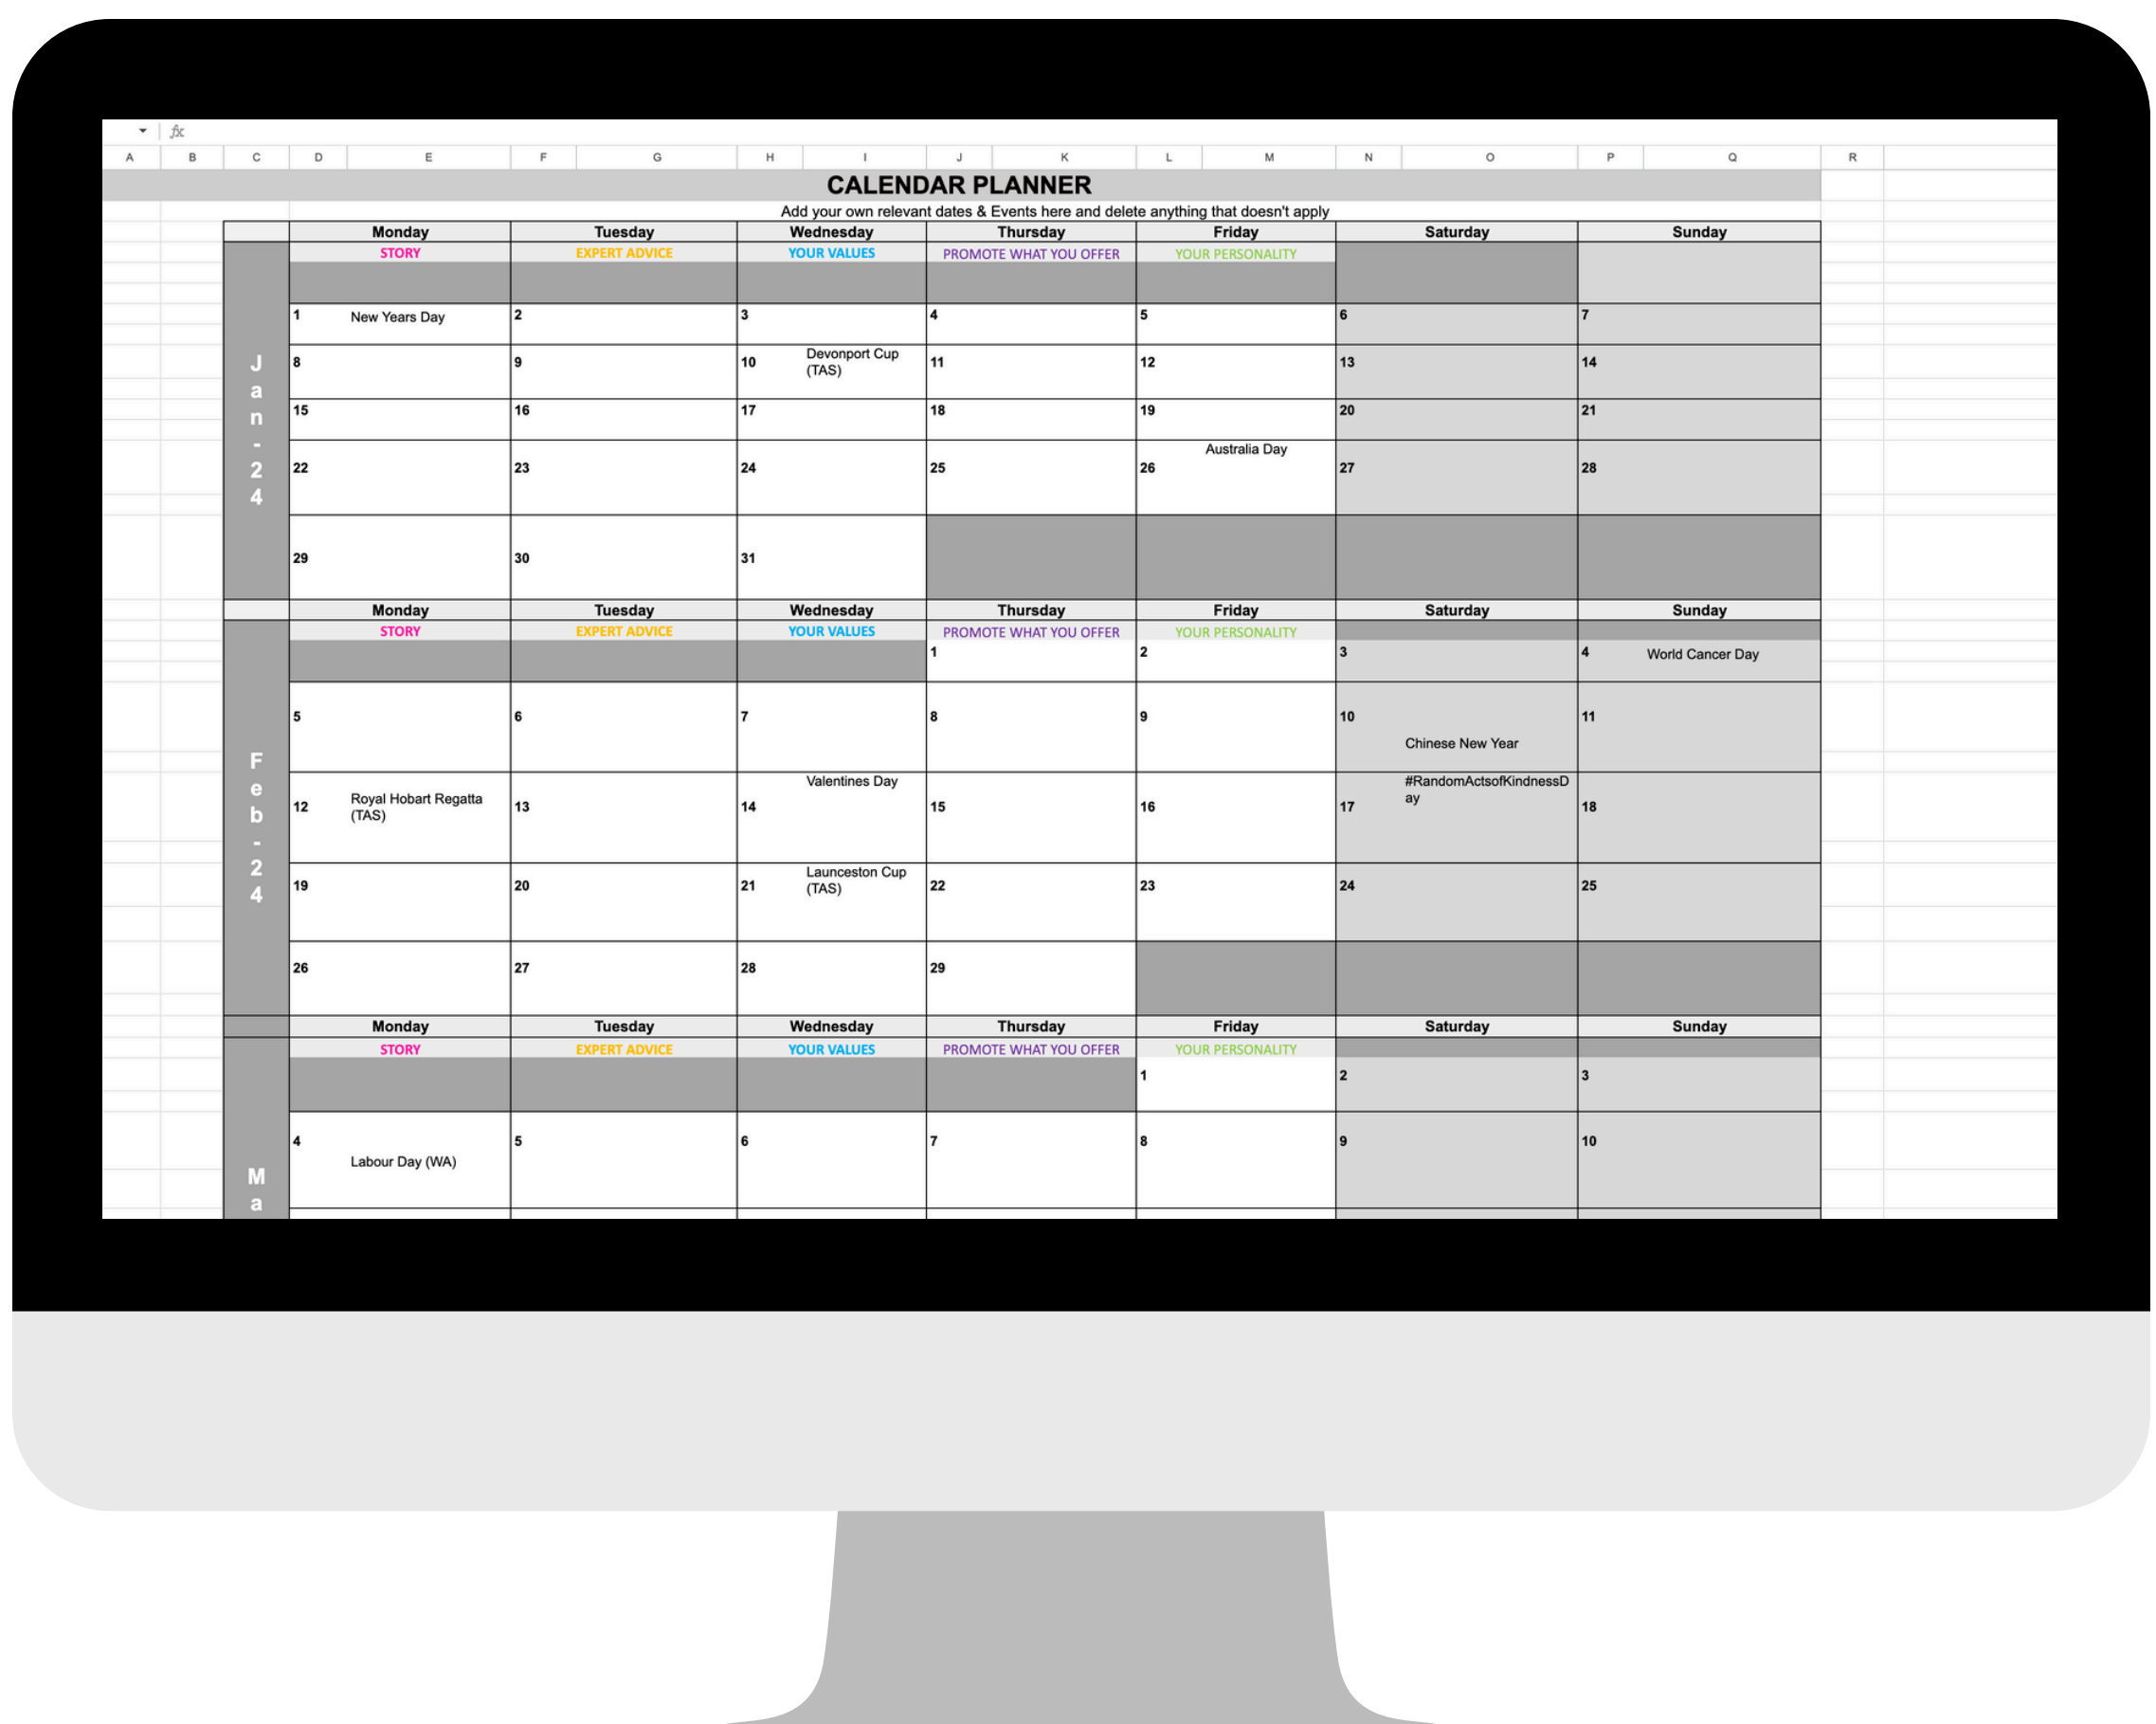 fx
A B C D E F G H I J K L M N O P Q R
CALENDAR PLANNER
Add your own relevant dates & Events here and delete anything that doesn't apply
Monday Tuesday Wednesday Thursday Friday Saturday Sunday
STORY EXPERT ADVICE YOUR VALUES PROMOTE WHAT YOU OFFER YOUR PERSONALITY
Jan-24
1 New Years Day 2 3 4 5 6 7
8 9 10 Devonport Cup 11 12 13 14
(TAS)
15 16 17 18 19 20 21
Australia Day
22 23 24 25 26 27 28
29 30 31
Monday Tuesday Wednesday Thursday Friday Saturday Sunday
STORY EXPERT ADVICE YOUR VALUES PROMOTE WHAT YOU OFFER YOUR PERSONALITY
Feb-24
1 2 3 4 World Cancer Day
5 6 7 8 9 10 11
Chinese New Year
Valentines Day #RandomActsofKindnessD
12 Royal Hobart Regatta 13 14 15 16 17 ay 18
(TAS)
Launceston Cup
19 20 21 (TAS) 22 23 24 25
26 27 28 29
Monday Tuesday Wednesday Thursday Friday Saturday Sunday
STORY EXPERT ADVICE YOUR VALUES PROMOTE WHAT YOU OFFER YOUR PERSONALITY
Ma
1 2 3
4 5 6 7 8 9 10
Labour Day (WA)